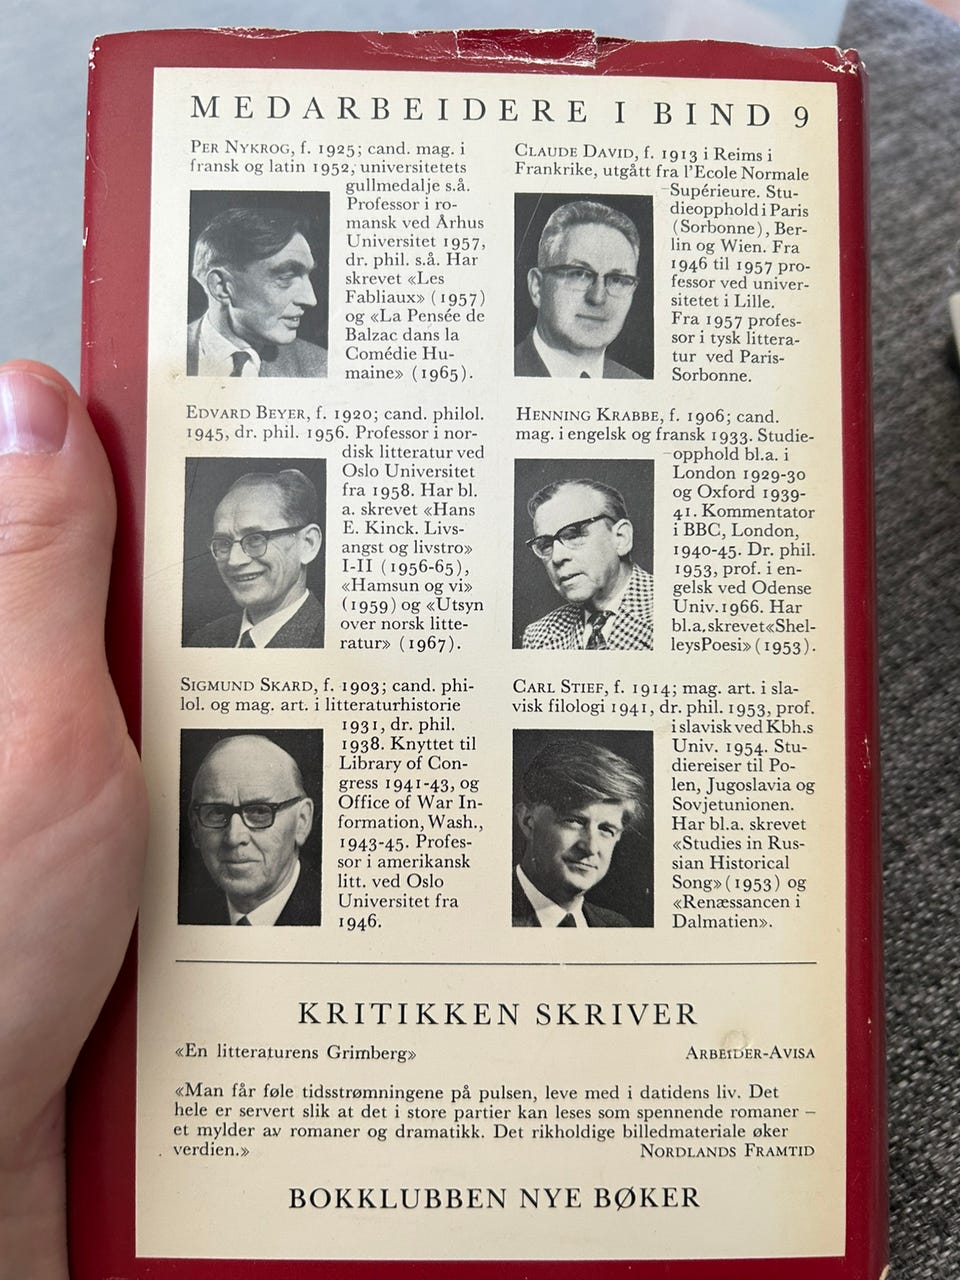 MEDARBEIDERE I BIND 9
PER NYKROG, f. 1925; cand. mag. i
fransk og latin 1952, universitetets
gullmedalje s.å.
Professor i ro-
mansk ved Århus
Universitet 1957,
dr. phil. s.å. Har
skrevet «Les
Fabliaux» (1957)
og «La Pensée de
Balzac dans la
Comédie Hu-
maine» (1965).
CLAUDE DAVID, f. 1913 i Reims i
Frankrike, utgått fra l'Ecole Normale
Supérieure. Stu-
dieopphold i Paris
(Sorbonne), Ber-
lin og Wien. Fra
1946 til 1957 pro-
fessor ved univer-
sitetet i Lille.
Fra 1957 profes-
sor i tysk littera-
tur ved Paris-
Sorbonne.
EDVARD BEYER, f. 1920; cand. philol.
1945, dr. phil. 1956. Professor i nor-
disk litteratur ved
Oslo Universitet
fra 1958. Har bl.
a. skrevet «Hans
E. Kinck. Livs-
angst og livstro»
I-II (1956-65),
«Hamsun og vi»
(1959) og «Utsyn
over norsk litte-
ratur» (1967).
HENNING KRABBE, f. 1906; cand.
mag. i engelsk og fransk 1933. Studie-
opphold bl.a. i
London 1929-30
og Oxford 1939-
41. Kommentator
i BBC, London,
1940-45. Dr. phil.
1953, prof. i en-
gelsk ved Odense
Univ. 1966. Har
bl.a. skrevet «Shel-
leys Poesi» (1953).
SIGMUND SKARD, f. 1903; cand. phi-
lol. og mag. art. i litteraturhistorie
1931, dr. phil.
1938. Knyttet til
Library of Con-
gress 1941-43, og
Office of War In-
formation, Wash.,
1943-45. Profes-
sor i amerikansk
litt. ved Oslo
Universitet fra
1946.
CARL STIEF, f. 1914; mag. art. i sla-
visk filologi 1941, dr. phil. 1953, prof.
i slavisk ved Kbh.s
Univ. 1954. Stu-
diereiser til Po-
len, Jugoslavia og
Sovjetunionen.
Har bl.a. skrevet
«Studies in Rus-
sian Historical
Song» (1953) og
«Renæssancen i
Dalmatien».
KRITIKKEN SKRIVER
«En litteraturens Grimberg» ARBEIDER-AVISA
«Man får føle tidsstrømningene på pulsen, leve med i datidens liv. Det
hele er servert slik at det i store partier kan leses som spennende romaner –
et mylder av romaner og dramatikk. Det rikholdige billedmateriale øker
verdien.» NORDLANDS FRAMTID
BOKKLUBBEN NYE BØKER